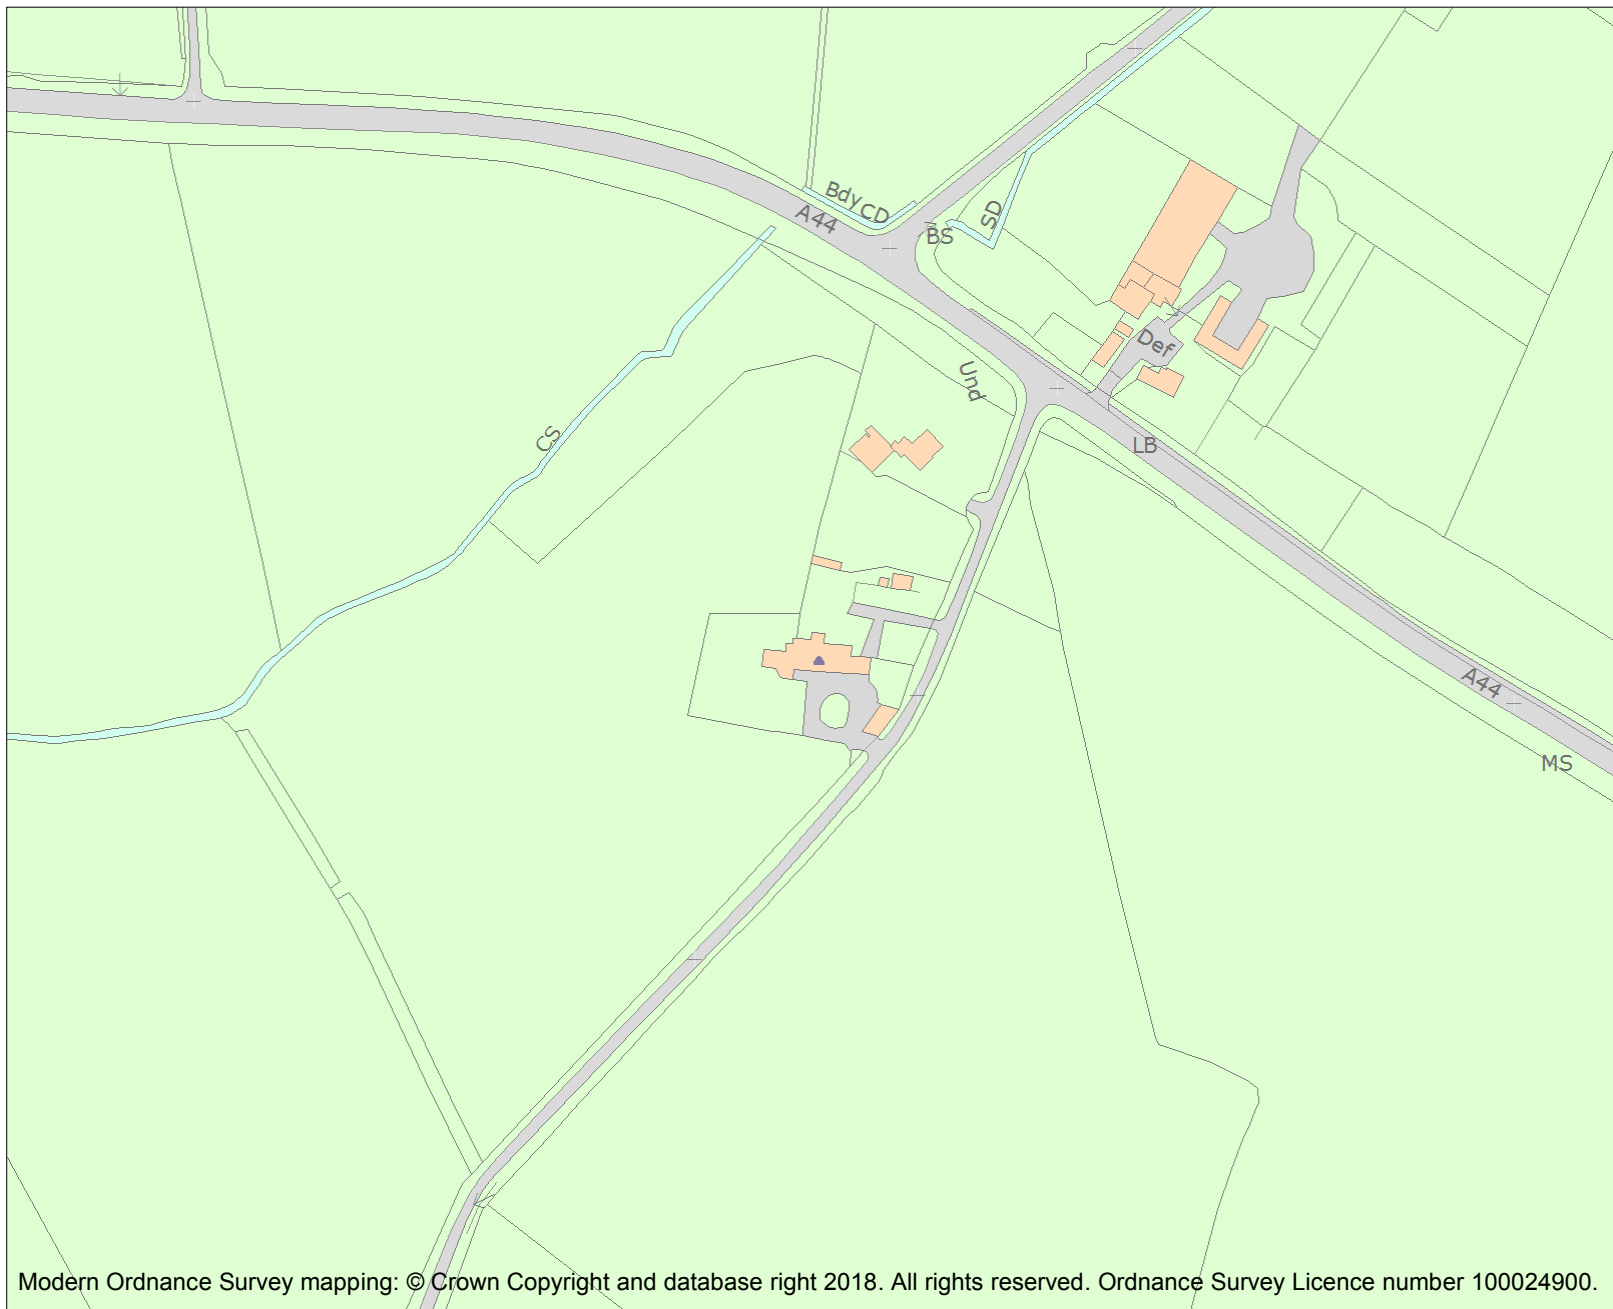 Bdy
CD
A44
SD
BS
Def
Und
CS
LB
A44
MS
Modern Ordnance Survey mapping: © Crown Copyright and database right 2018. All rights reserved. Ordnance Survey Licence number 100024900.